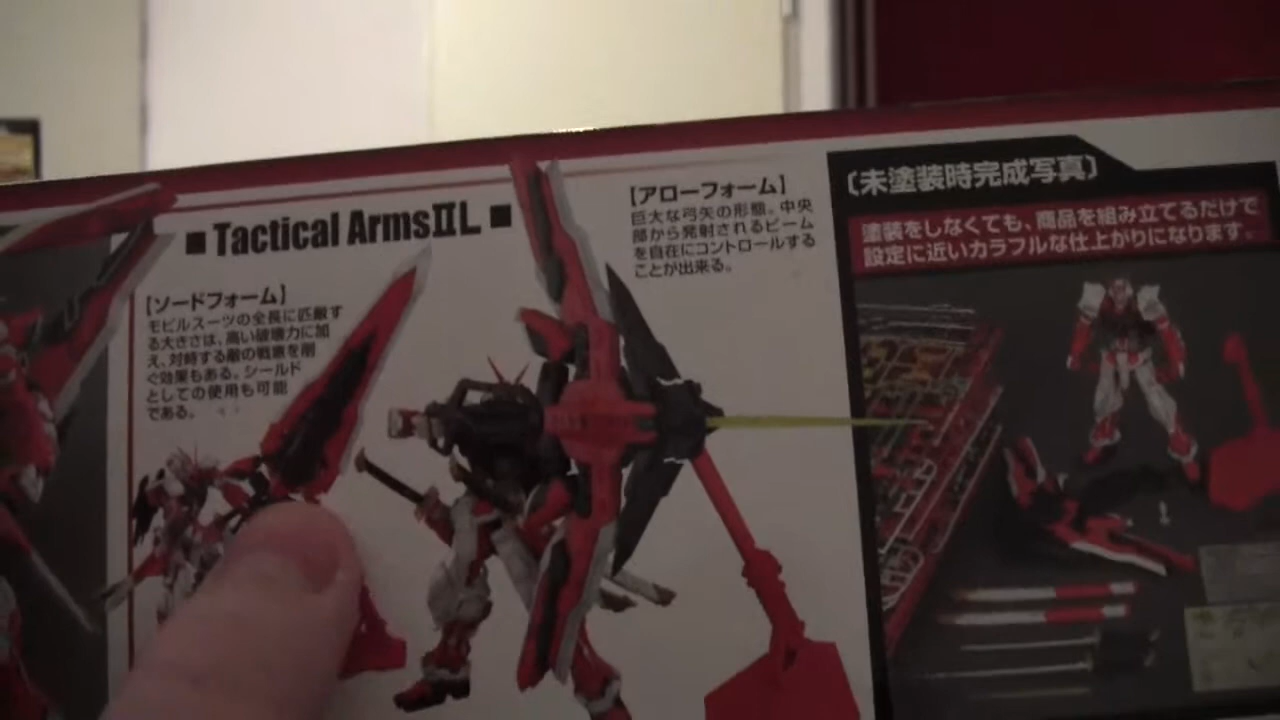 ■ Tactical ArmsⅡL ■
【ソードフォーム】
モビルスーツの全長に匹敵す
る大きさは、高い破壊力に加
え、対峙する敵の戦意を削
ぐ効果もある。シールド
としての使用も可能
である。
【アローフォーム】
巨大な弓矢の形態。中央
部から発射されるビーム
を自在にコントロールする
ことが出来る。
〔未塗装時完成写真〕
塗装をしなくても、商品を組み立てるだけで
設定に近いカラフルな仕上がりになります。